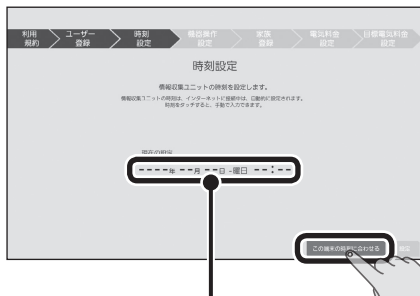 利用
規約
ユーザー
登録
時刻
設定
機器操作
設定
家族
登録
電気料金
設定
目標電気料金
設定
時刻設定
情報収集ユニットの時刻を設定します。
情報収集ユニットの時刻は、インターネットに接続中は、自動的に設定されます。
時刻をタッチすると、手動で入力できます。
現在の設定
----年 --月 --日 -曜日 --:--
この端末の時刻に合わせる